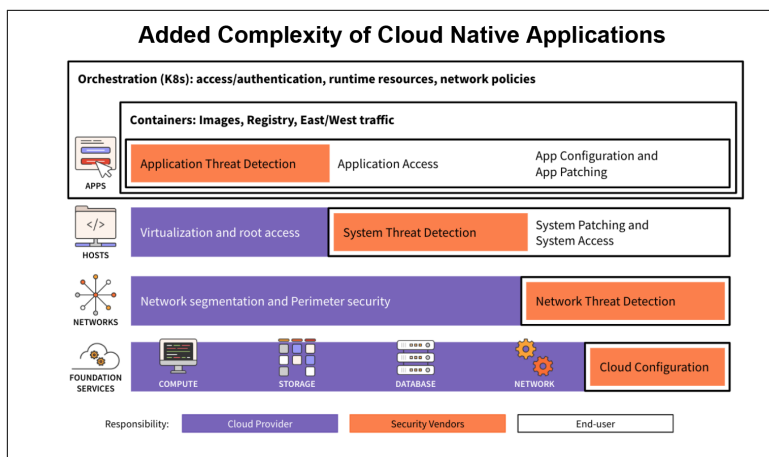 Added Complexity of Cloud Native Applications
Orchestration (K8s): access/authentication, runtime resources, network policies
Containers: Images, Registry, East/West traffic
APPS
Application Threat Detection
Application Access
App Configuration and
App Patching
</>
HOSTS
Virtualization and root access
System Threat Detection
System Patching and
System Access
NETWORKS
Network segmentation and Perimeter security
Network Threat Detection
FOUNDATION
SERVICES
COMPUTE
STORAGE
DATABASE
NETWORK
Cloud Configuration
Responsibility:
Cloud Provider
Security Vendors
End-user